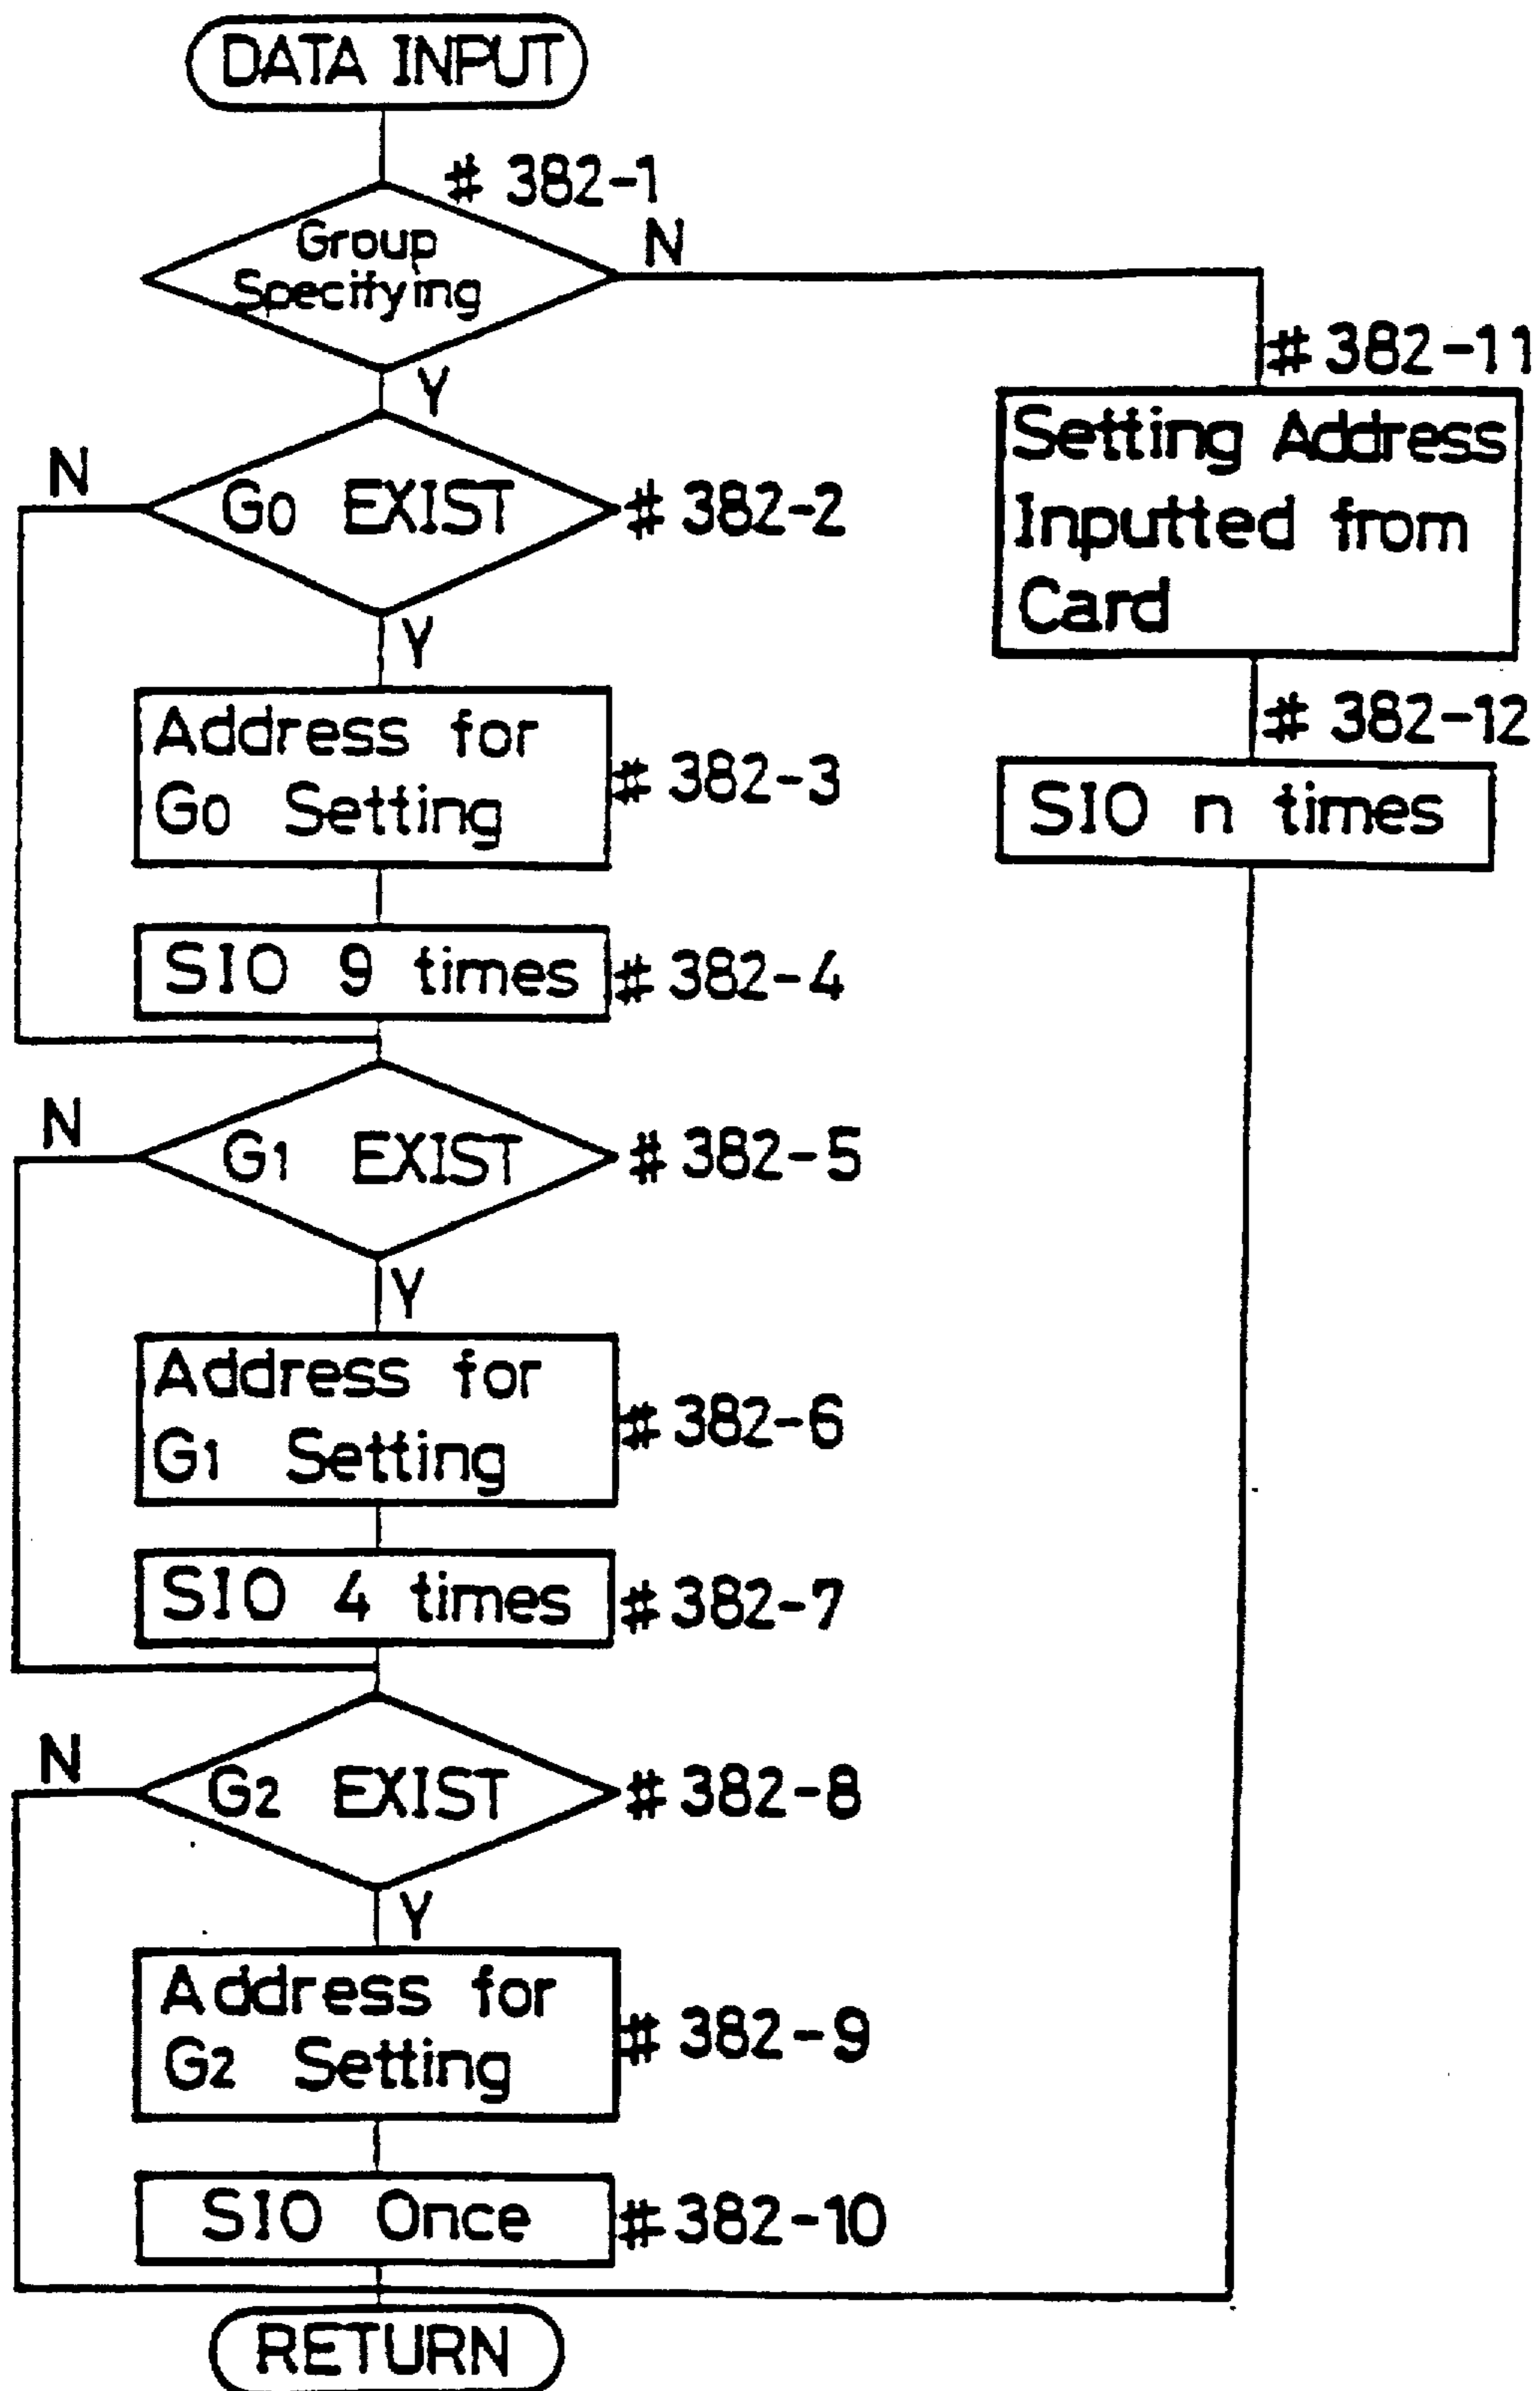 DATA INPUT
# 382-1
Group
Specifying
N
Y
N
G0 EXIST
# 382-2
Y
Address for
G0 Setting
# 382-3
SIO 9 times
# 382-4
N
G1 EXIST
# 382-5
Y
Address for
G1 Setting
# 382-6
SIO 4 times
# 382-7
N
G2 EXIST
# 382-8
Y
Address for
G2 Setting
# 382-9
SIO Once
# 382-10
RETURN
# 382-11
Setting Address
Inputted from
Card
# 382-12
SIO n times